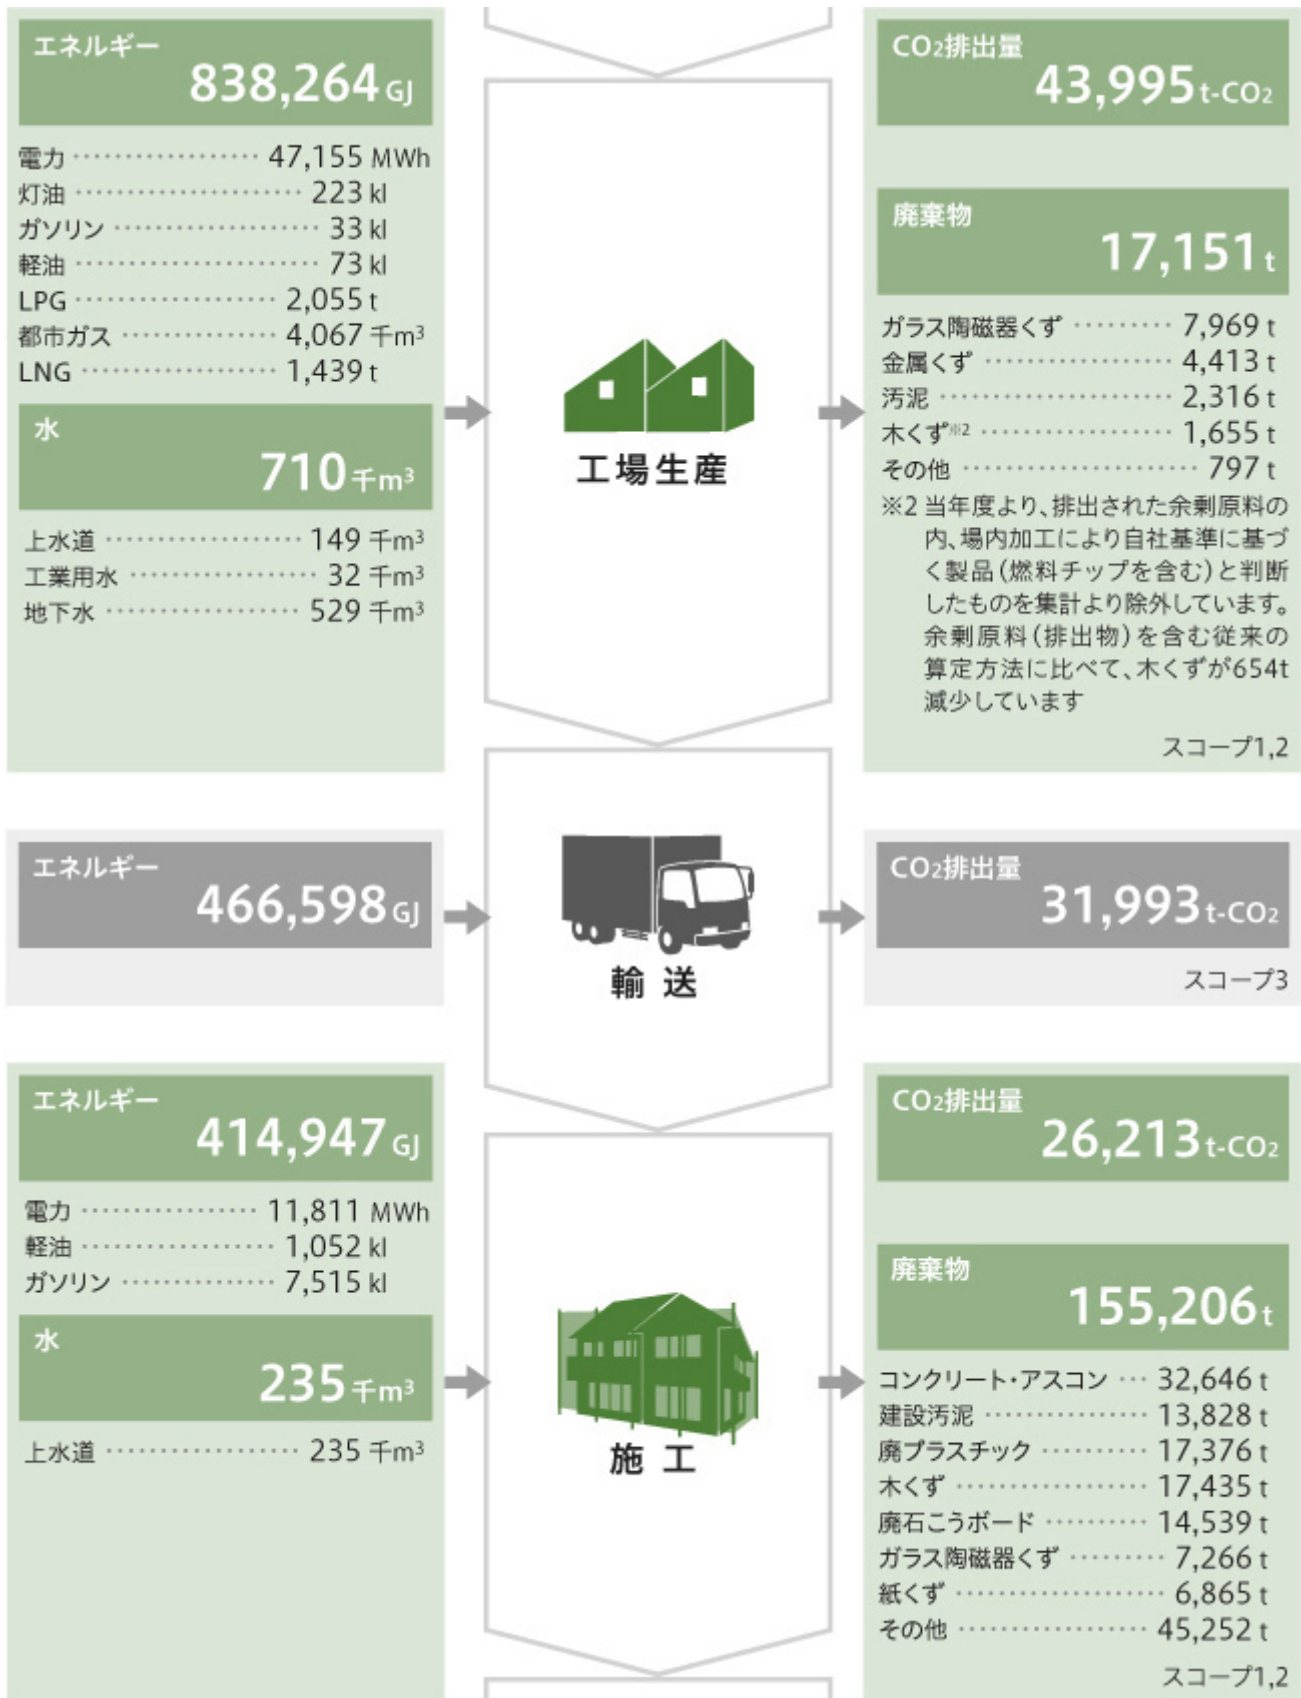 エネルギー
838,264 GJ
電力 ‥‥‥‥‥‥‥‥‥ 47,155 MWh
灯油 ‥‥‥‥‥‥‥‥‥‥‥ 223 kl
ガソリン ‥‥‥‥‥‥‥‥‥‥ 33 kl
軽油 ‥‥‥‥‥‥‥‥‥‥‥‥ 73 kl
LPG ‥‥‥‥‥‥‥‥‥‥ 2,055 t
都市ガス ‥‥‥‥‥‥‥‥ 4,067 千m³
LNG ‥‥‥‥‥‥‥‥‥‥ 1,439 t
水
710 千m³
上水道 ‥‥‥‥‥‥‥‥‥‥ 149 千m³
工業用水 ‥‥‥‥‥‥‥‥‥ 32 千m³
地下水 ‥‥‥‥‥‥‥‥‥‥ 529 千m³
工場生産
CO₂排出量
43,995 t-CO₂
廃棄物
17,151 t
ガラス陶磁器くず ‥‥‥‥‥ 7,969 t
金属くず ‥‥‥‥‥‥‥‥‥ 4,413 t
汚泥 ‥‥‥‥‥‥‥‥‥‥‥ 2,316 t
木くず※2 ‥‥‥‥‥‥‥‥‥ 1,655 t
その他 ‥‥‥‥‥‥‥‥‥‥‥ 797 t
※2 当年度より、排出された余剰原料の
内、場内加工により自社基準に基づ
く製品(燃料チップを含む)と判断
したものを集計より除外しています。
余剰原料(排出物)を含む従来の
算定方法に比べて、木くずが654t
減少しています
スコープ1,2
エネルギー
466,598 GJ
輸 送
CO₂排出量
31,993 t-CO₂
スコープ3
エネルギー
414,947 GJ
電力 ‥‥‥‥‥‥‥‥‥ 11,811 MWh
軽油 ‥‥‥‥‥‥‥‥‥‥ 1,052 kl
ガソリン ‥‥‥‥‥‥‥‥ 7,515 kl
水
235 千m³
上水道 ‥‥‥‥‥‥‥‥‥‥ 235 千m³
施 工
CO₂排出量
26,213 t-CO₂
廃棄物
155,206 t
コンクリート・アスコン ‥‥ 32,646 t
建設汚泥 ‥‥‥‥‥‥‥‥ 13,828 t
廃プラスチック ‥‥‥‥‥ 17,376 t
木くず ‥‥‥‥‥‥‥‥‥‥ 17,435 t
廃石こうボード ‥‥‥‥‥ 14,539 t
ガラス陶磁器くず ‥‥‥‥‥ 7,266 t
紙くず ‥‥‥‥‥‥‥‥‥‥‥ 6,865 t
その他 ‥‥‥‥‥‥‥‥‥‥ 45,252 t
スコープ1,2